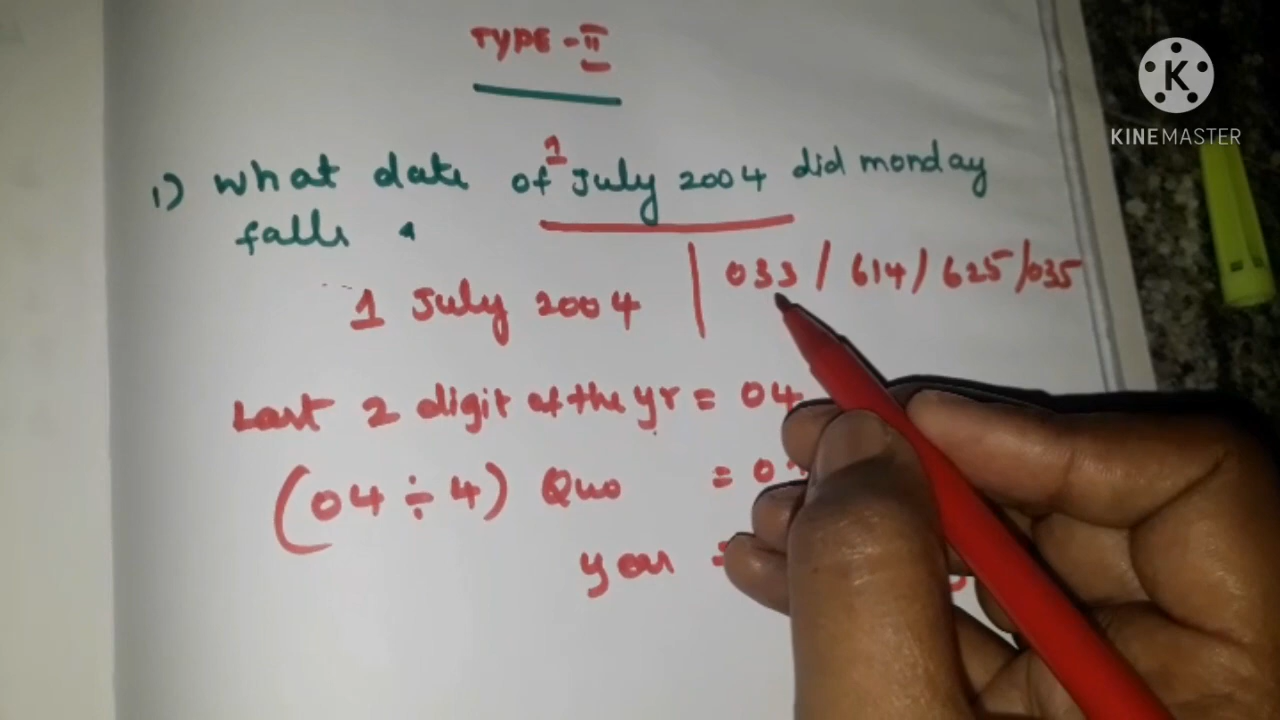 TYPE - II
1) What date of 1 July 2004 did monday
falls
1 July 2004 | 033 / 614 / 625 / 035
Last 2 digit of the yr = 04
(04 ÷ 4) Quo = 0
year =
KINEMASTER